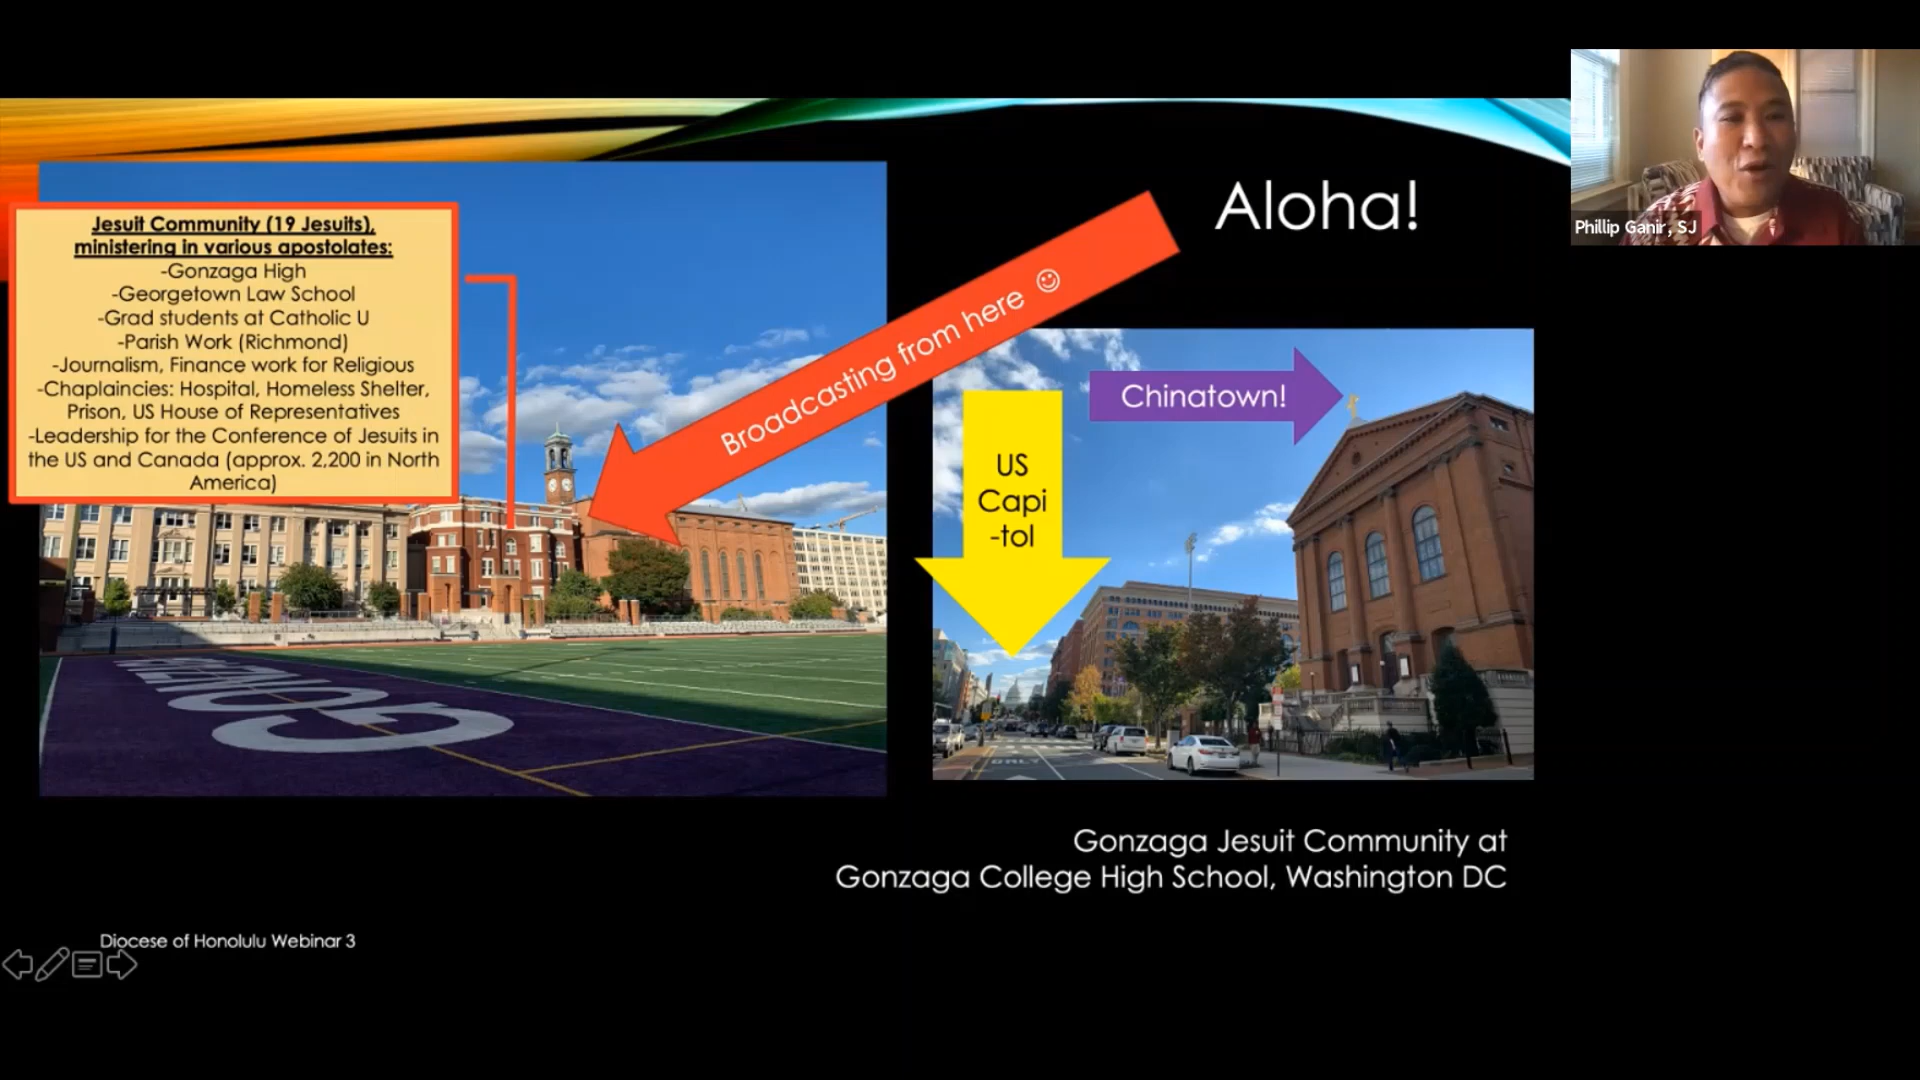 Aloha!
Phillip Ganir, SJ
Jesuit Community (19 Jesuits),
ministering in various apostolates:
-Gonzaga High
-Georgetown Law School
-Grad students at Catholic U
-Parish Work (Richmond)
-Journalism, Finance work for Religious
-Chaplaincies: Hospital, Homeless Shelter,
Prison, US House of Representatives
-Leadership for the Conference of Jesuits in
the US and Canada (approx. 2,200 in North
America)
Broadcasting from here ☺
Chinatown!
US
Capi
-tol
ONLY
Gonzaga Jesuit Community at
Gonzaga College High School, Washington DC
Diocese of Honolulu Webinar 3